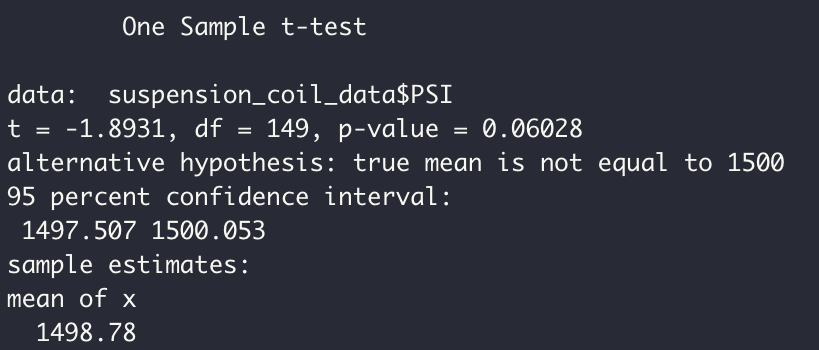 One Sample t-test
data:  suspension_coil_data$PSI
t = -1.8931, df = 149, p-value = 0.06028
alternative hypothesis: true mean is not equal to 1500
95 percent confidence interval:
1497.507 1500.053
sample estimates:
mean of x
1498.78